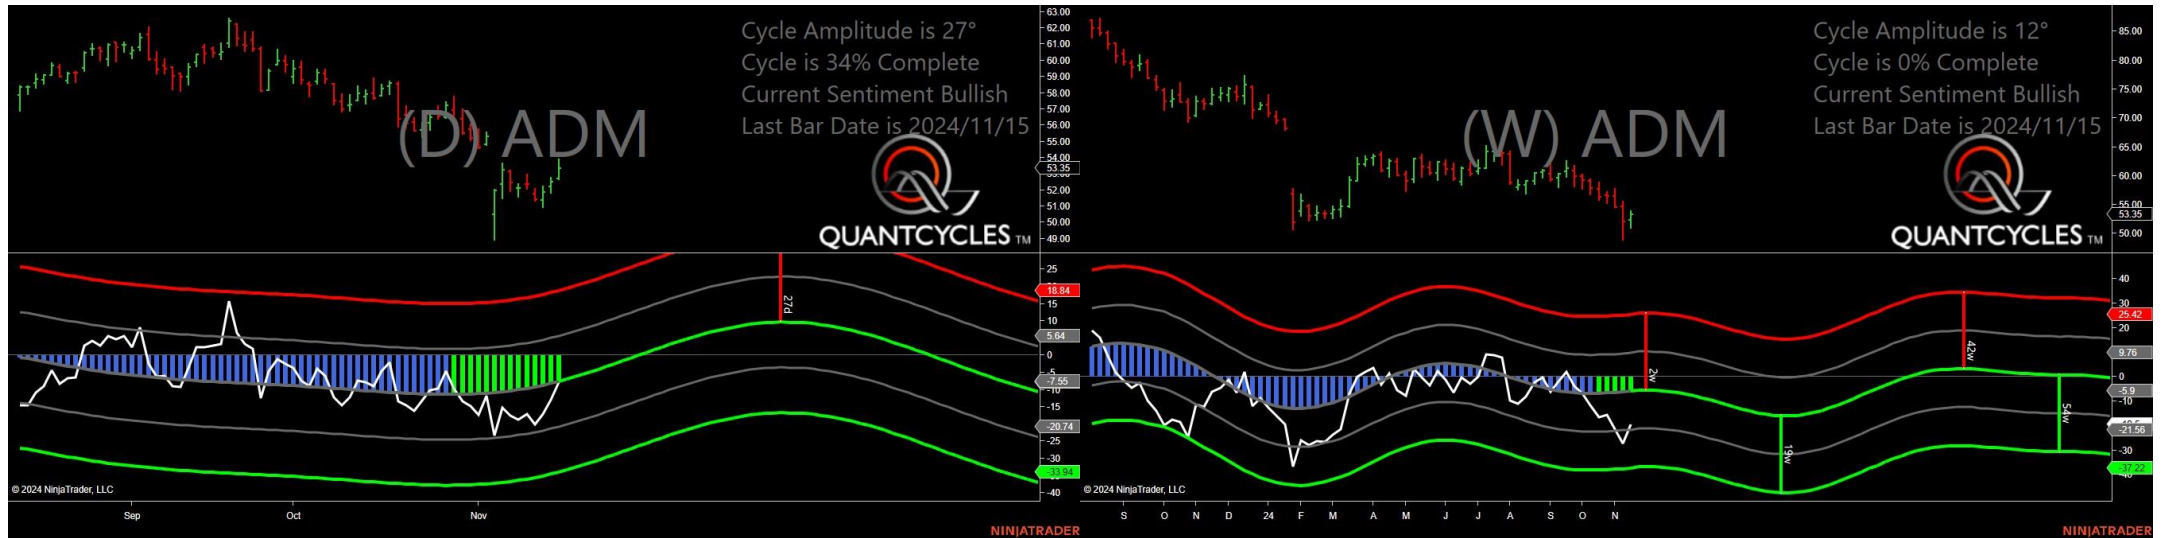 Cycle Amplitude is 27°
Cycle is 34% Complete
Current Sentiment Bullish
Last Bar Date is 2024/11/15
(D) ADM
QUANTCYCLES TM
63.00
62.00
61.00
60.00
59.00
58.00
57.00
56.00
55.00
54.00
53.35
52.00
51.00
50.00
49.00
25
18.84
15
10
5.64
0
-5
-7.55
-10
-15
-20.74
-25
-30
-33.94
-40
27d
© 2024 NinjaTrader, LLC
Sep Oct Nov
NINJATRADER
Cycle Amplitude is 12°
Cycle is 0% Complete
Current Sentiment Bullish
Last Bar Date is 2024/11/15
(W) ADM
QUANTCYCLES TM
85.00
80.00
75.00
70.00
65.00
60.00
55.00
53.35
50.00
40
30
25.42
20
9.76
0
-5.9
-10
-21.56
-30
-37.22
2w
19w
42w
54w
© 2024 NinjaTrader, LLC
S O N D 24 F M A M J J A S O N
NINJATRADER